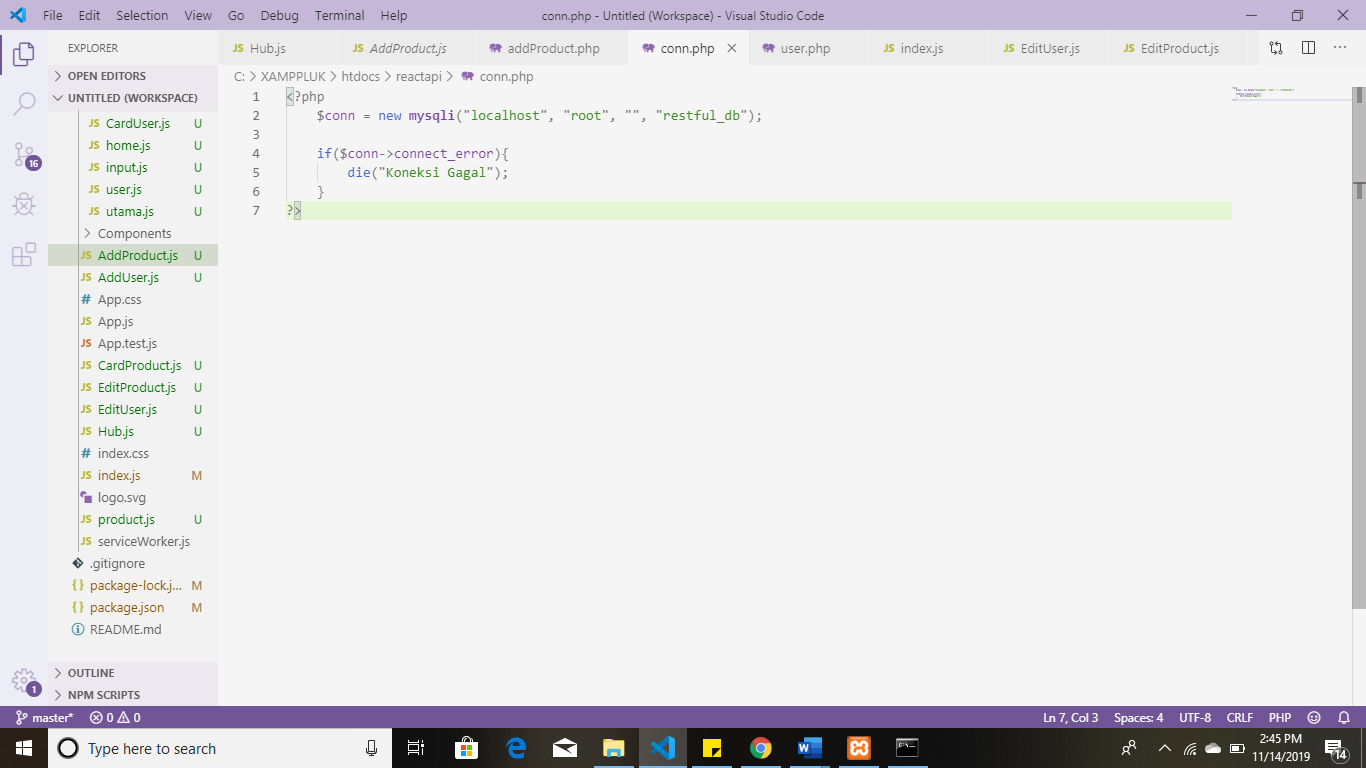 File Edit Selection View Go Debug Terminal Help conn.php - Untitled (Workspace) - Visual Studio Code
EXPLORER
JS Hub.js JS AddProduct.js addProduct.php conn.php user.php JS index.js JS EditUser.js JS EditProduct.js
C: > XAMPPLUK > htdocs > reactapi > conn.php
OPEN EDITORS
UNTITLED (WORKSPACE)
JS CardUser.js U
JS home.js U
JS input.js U
JS user.js U
JS utama.js U
Components
JS AddProduct.js U
JS AddUser.js U
# App.css
JS App.js
JS App.test.js
JS CardProduct.js U
JS EditProduct.js U
JS EditUser.js U
JS Hub.js U
# index.css
JS index.js M
logo.svg
JS product.js U
JS serviceWorker.js
.gitignore
{} package-lock.j... M
{} package.json M
README.md
OUTLINE
NPM SCRIPTS
16
1
1 <?php
2 $conn = new mysqli("localhost", "root", "", "restful_db");
3
4 if($conn->connect_error){
5 die("Koneksi Gagal");
6 }
7 ?>
master* 0 0 Ln 7, Col 3 Spaces: 4 UTF-8 CRLF PHP
Type here to search
2:45 PM
11/14/2019
14